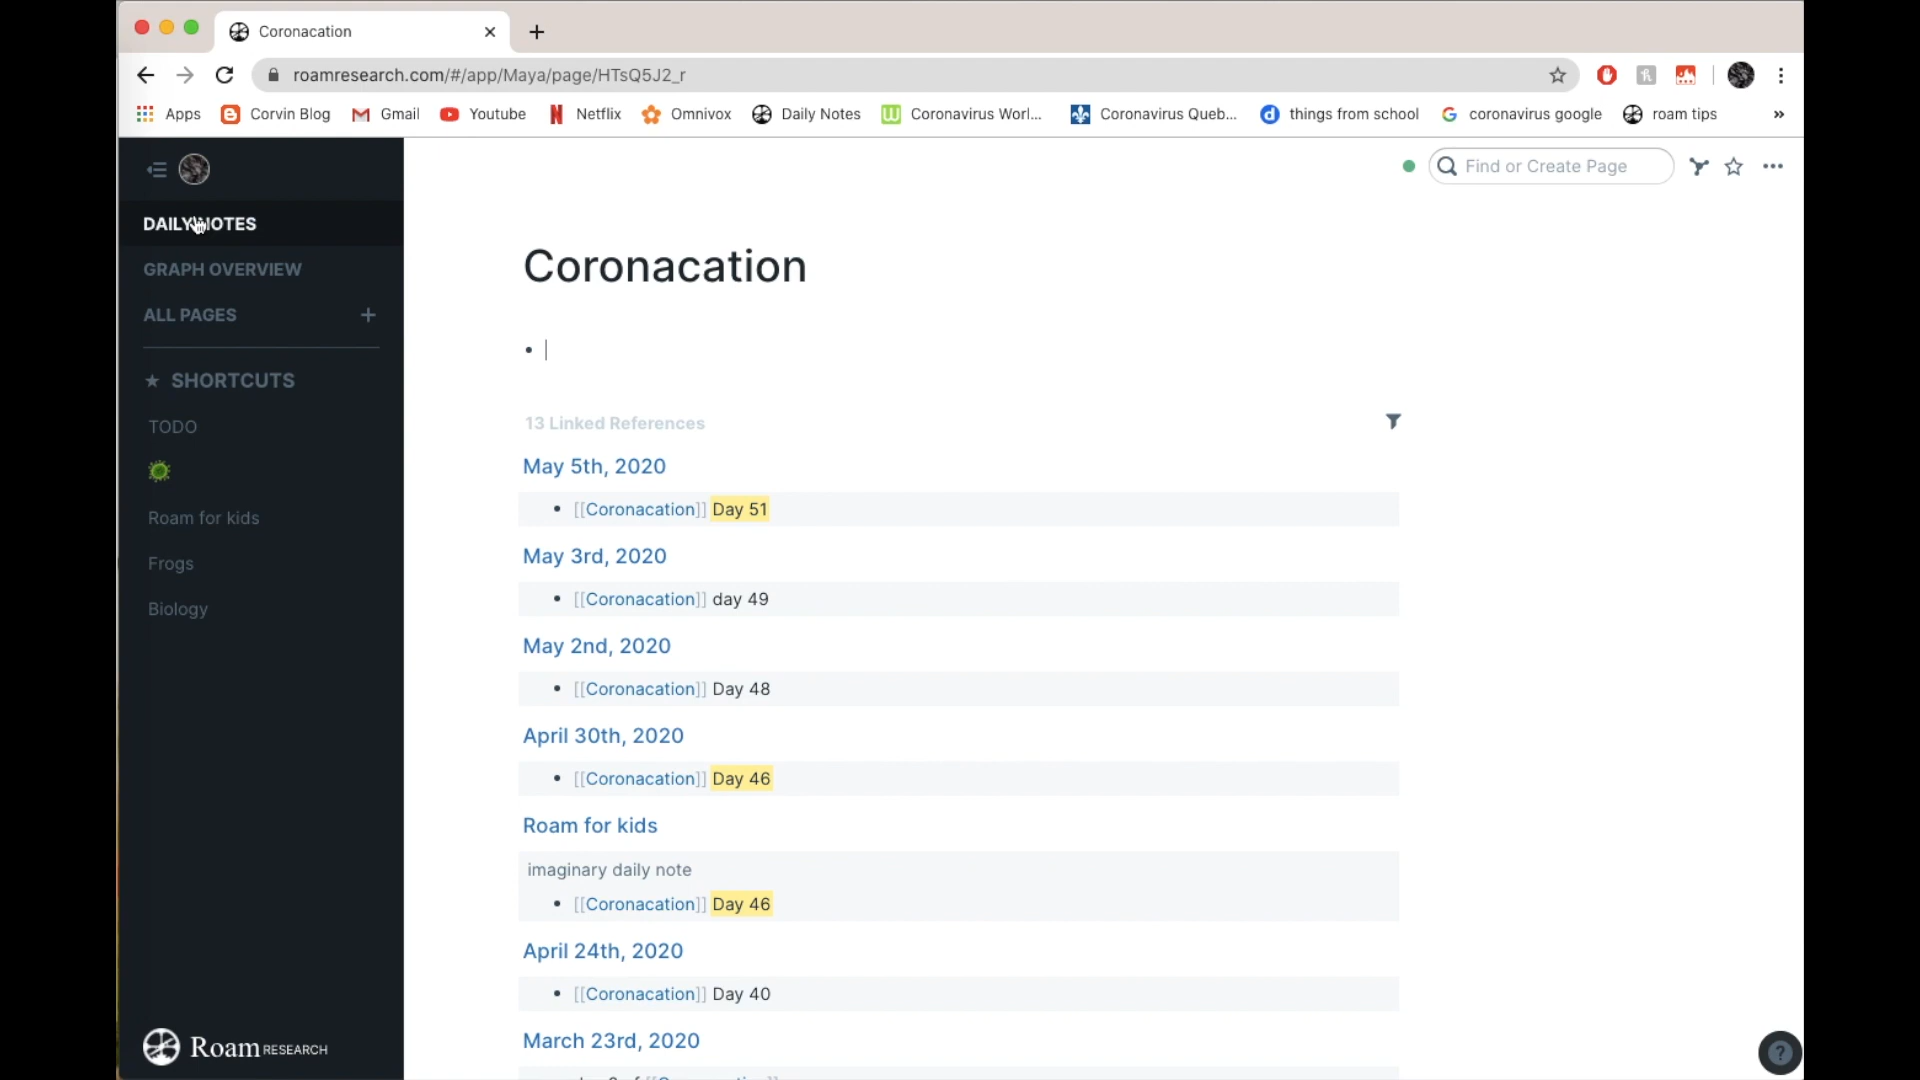 Coronacation
roamresearch.com/#/app/Maya/page/HTsQ5J2_r
Apps Corvin Blog Gmail Youtube Netflix Omnivox Daily Notes Coronavirus Worl... Coronavirus Queb... things from school coronavirus google roam tips »
Find or Create Page
DAILY NOTES
GRAPH OVERVIEW
ALL PAGES +
★ SHORTCUTS
TODO
Roam for kids
Frogs
Biology
Roam RESEARCH
Coronacation
13 Linked References
May 5th, 2020
• [[Coronacation]] Day 51
May 3rd, 2020
• [[Coronacation]] day 49
May 2nd, 2020
• [[Coronacation]] Day 48
April 30th, 2020
• [[Coronacation]] Day 46
Roam for kids
imaginary daily note
• [[Coronacation]] Day 46
April 24th, 2020
• [[Coronacation]] Day 40
March 23rd, 2020